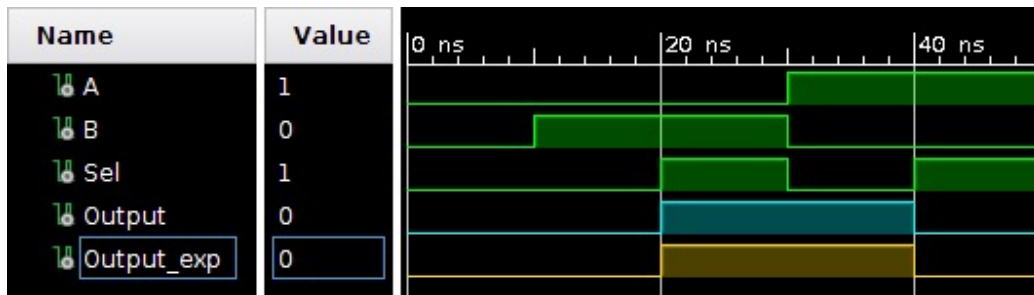 Name Value 0 ns 20 ns 40 ns
A 1
B 0
Sel 1
Output 0
Output_exp 0